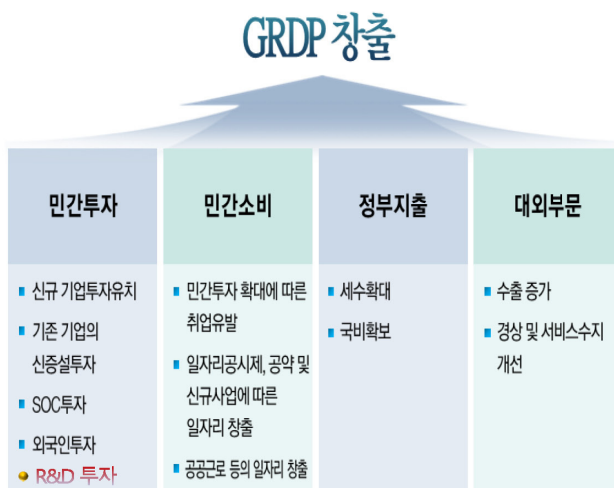 GRDP 창출
민간투자
신규 기업투자유치
기존 기업의
신증설투자
SOC투자
외국인투자
R&D 투자
민간소비
민간투자 확대에 따른
취업유발
일자리공시제, 공약 및
신규사업에 따른
일자리 창출
공공근로 등의 일자리 창출
정부지출
세수확대
국비확보
대외부문
수출 증가
경상 및 서비스수지
개선